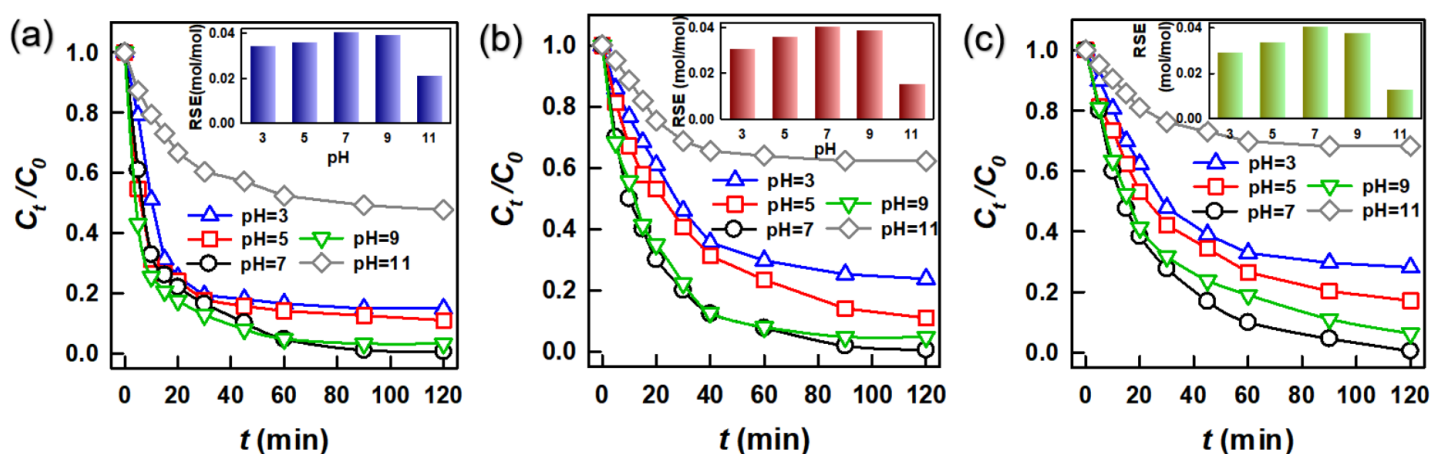 (a)
1.0
0.8
0.6
0.4
0.2
0.0
C_t/C_0
0 20 40 60 80 100 120
t (min)
RSE(mol/mol)
0.04
0.02
0.00
3 5 7 9 11
pH
pH=3
pH=5 pH=9
pH=7 pH=11
(b)
1.0
0.8
0.6
0.4
0.2
0.0
C_t/C_0
0 20 40 60 80 100 120
t (min)
RSE (mol/mol)
0.04
0.02
0.00
3 5 7 9 11
pH
pH=3
pH=5 pH=9
pH=7 pH=11
(c)
1.0
0.8
0.6
0.4
0.2
0.0
0 20 40 60 80 100 120
t (min)
RSE
0.04
0.02
0.00
3 5 7 9 11
pH=3
pH=5 pH=9
pH=7 pH=11